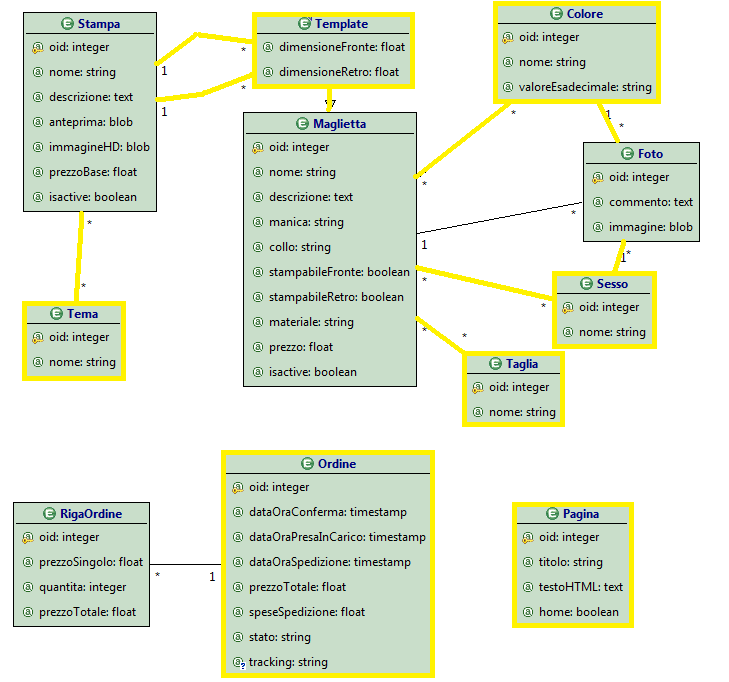 Stampa
oid: integer
nome: string
descrizione: text
anteprima: blob
immagineHD: blob
prezzoBase: float
isactive: boolean
1
1
*
*
Template
dimensioneFronte: float
dimensioneRetro: float
Colore
oid: integer
nome: string
valoreEsadecimale: string
*
*
1
*
Maglietta
oid: integer
nome: string
descrizione: text
manica: string
collo: string
stampabileFronte: boolean
stampabileRetro: boolean
materiale: string
prezzo: float
isactive: boolean
Foto
oid: integer
commento: text
immagine: blob
1
*
1
*
Sesso
oid: integer
nome: string
*
*
*
*
Taglia
oid: integer
nome: string
*
*
Tema
oid: integer
nome: string
RigaOrdine
oid: integer
prezzoSingolo: float
quantita: integer
prezzoTotale: float
*
1
Ordine
oid: integer
dataOraConferma: timestamp
dataOraPresaInCarico: timestamp
dataOraSpedizione: timestamp
prezzoTotale: float
speseSpedizione: float
stato: string
tracking: string
Pagina
oid: integer
titolo: string
testoHTML: text
home: boolean